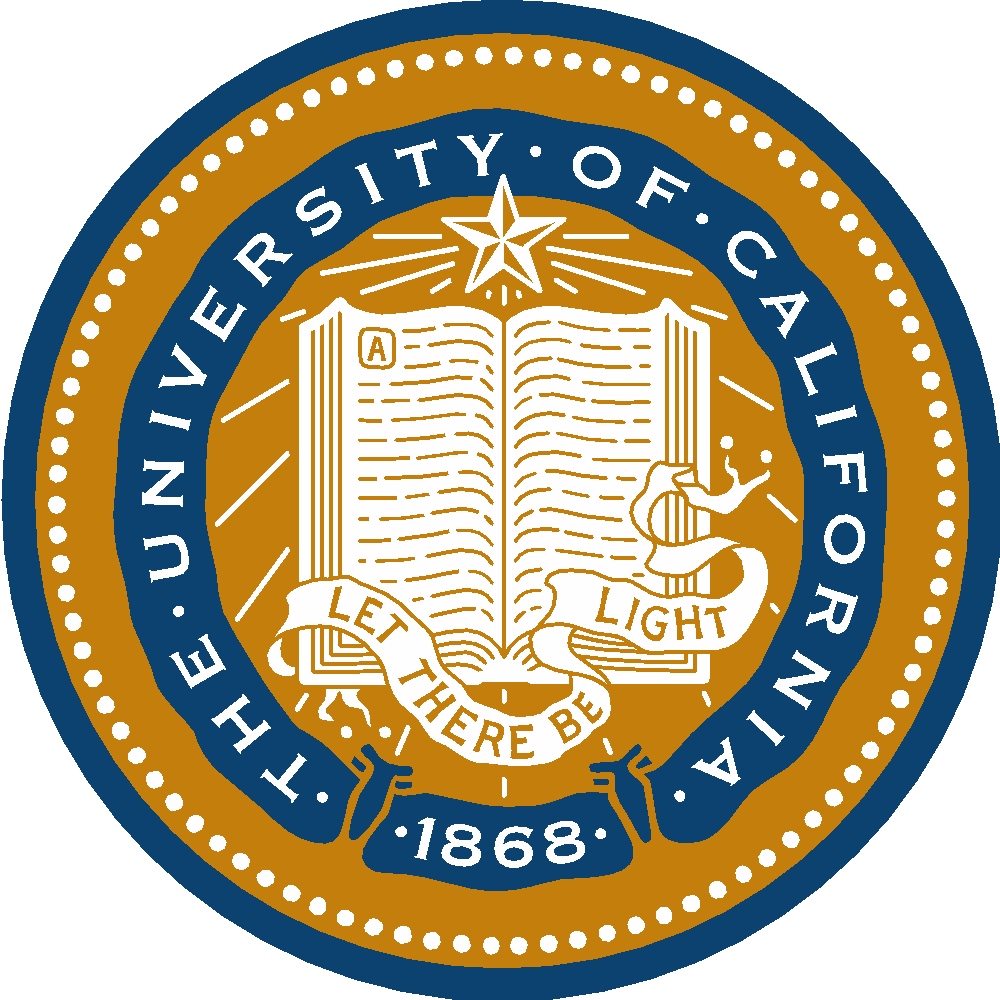 ·THE·UNIVERSITY·OF·CALIFORNIA·
A
LET THERE BE LIGHT
·1868·